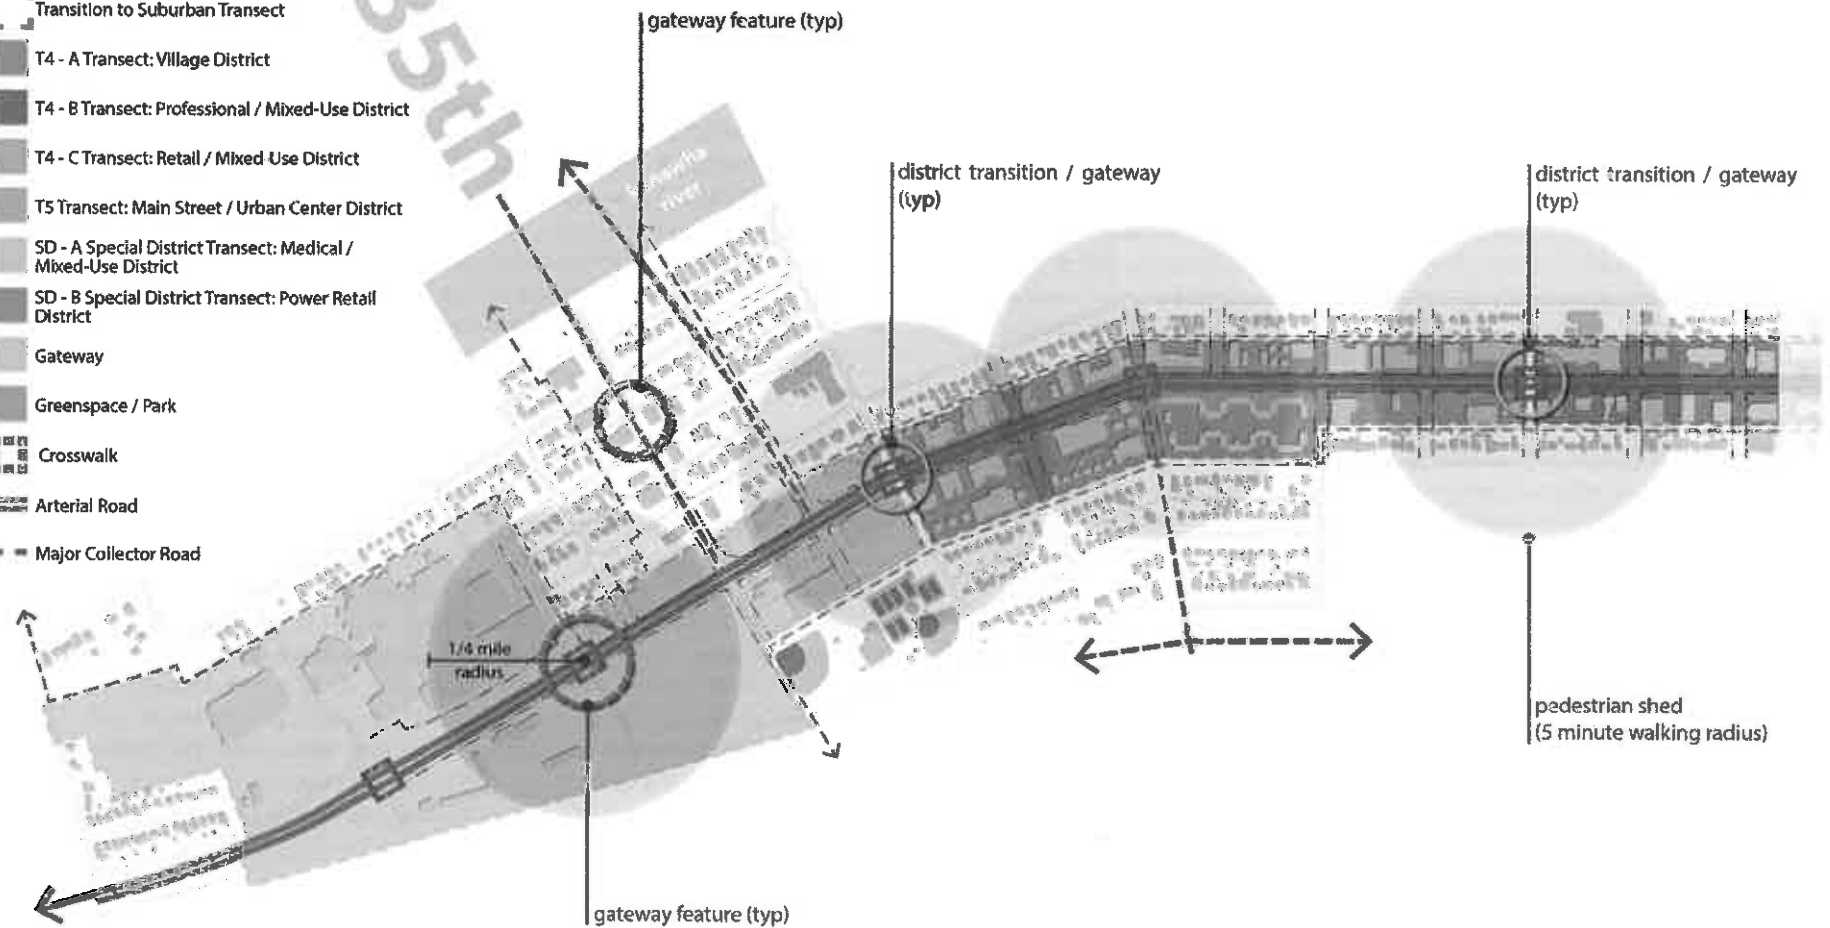 Transition to Suburban Transect
T4 - A Transect: Village District
T4 - B Transect: Professional / Mixed-Use District
T4 - C Transect: Retail / Mixed Use District
T5 Transect: Main Street / Urban Center District
SD - A Special District Transect: Medical /
Mixed-Use District
SD - B Special District Transect: Power Retail
District
Gateway
Greenspace / Park
Crosswalk
Arterial Road
Major Collector Road
35th
gateway feature (typ)
river
district transition / gateway
(typ)
district transition / gateway
(typ)
1/4 mile
radius
pedestrian shed
(5 minute walking radius)
gateway feature (typ)